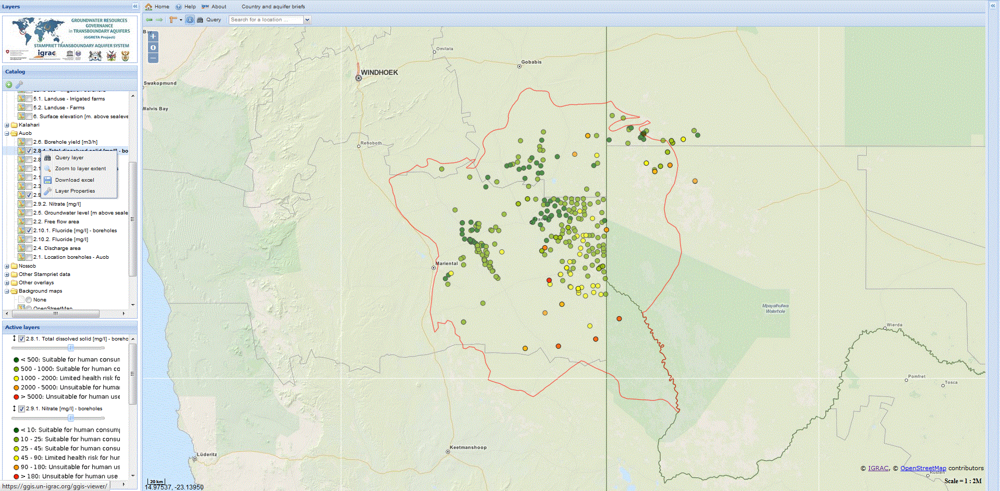 Layers
Home
Help
About
Country and aquifer briefs
Query
Search for a location ...
GROUNDWATER RESOURCES
GOVERNANCE
in TRANSBOUNDARY AQUIFERS
(GGRETA Project)
STAMPRIET TRANSBOUNDARY AQUIFER SYSTEM
igrac
Catalog
5.1. Landuse - Irrigated farms
5.2. Landuse - Farms
6. Surface elevation [m. above sealeve
Kalahari
Auob
2.6. Borehole yield [m3/h]
2.8.1. Total dissolved solid [mg/l] - bo
2.8
2.1
2.1
2.3
2.9
Query layer
Zoom to layer extent
Download excel
Layer Properties
2.9.2. Nitrate [mg/l]
2.5. Groundwater level [m above seale
2.2. Free flow area
2.10.1. Fluoride [mg/l] - boreholes
2.10.2. Fluoride [mg/l]
2.4. Discharge area
2.1. Location boreholes - Auob
Nossob
Other Stampriet data
Other overlays
Background maps
None
OpenStreetMap
Active layers
2.8.1. Total dissolved solid [mg/l] - boreho
< 500: Suitable for human consun
500 - 1000: Suitable for human co
1000 - 2000: Limited health risk fo
2000 - 5000: Unsuitable for humai
> 5000: Unsuitable for human use
2.9.1. Nitrate [mg/l] - boreholes
< 10: Suitable for human consum
10 - 25: Suitable for human consu
25 - 45: Suitable for human consu
45 - 90: Limited health risk for hur
90 - 180: Unsuitable for human us
> 180: Unsuitable for human use
https://ggis.un-igrac.org/ggis-viewer/
Bay
Omitata
Gobabis
WINDHOEK
Swakopmund
Walvis Bay
Rehoboth
Mariental
Mpayathutlwa
Waterhole
Wierda
Pomfret
Tosca
Keetmanshoop
Lüderitz
Ruslen
© IGRAC, © OpenStreetMap contributors
Scale = 1 : 2M
20 km
14.97537, -23.13950